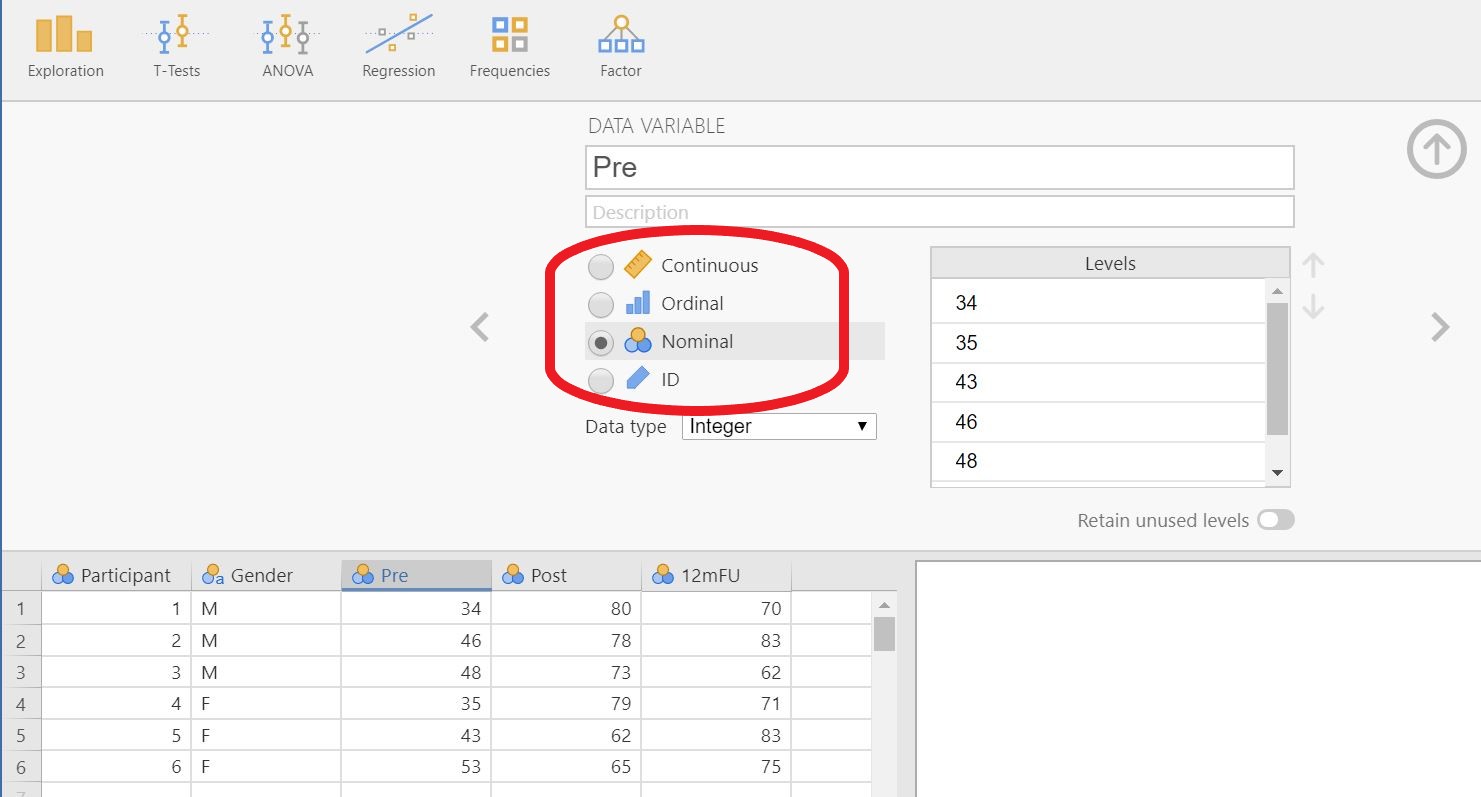 Exploration T-Tests ANOVA Regression Frequencies Factor
DATA VARIABLE
Pre
Description
Continuous
Ordinal
Nominal
ID
Data type Integer
Levels
34
35
43
46
48
Retain unused levels
Participant a Gender Pre Post 12mFU
1 1 M 34 80 70
2 2 M 46 78 83
3 3 M 48 73 62
4 4 F 35 79 71
5 5 F 43 62 83
6 6 F 53 65 75